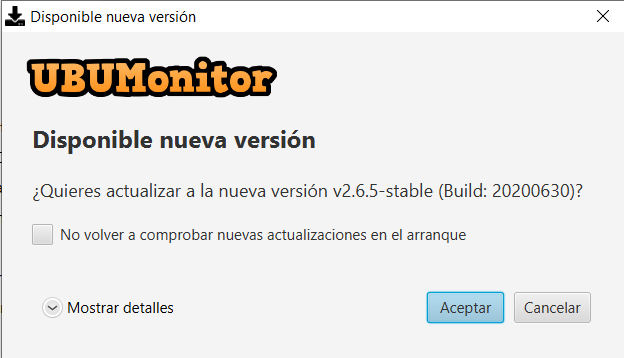 Disponible nueva versión
UBUMonitor
Disponible nueva versión
¿Quieres actualizar a la nueva versión v2.6.5-stable (Build: 20200630)?
No volver a comprobar nuevas actualizaciones en el arranque
Mostrar detalles
Aceptar
Cancelar